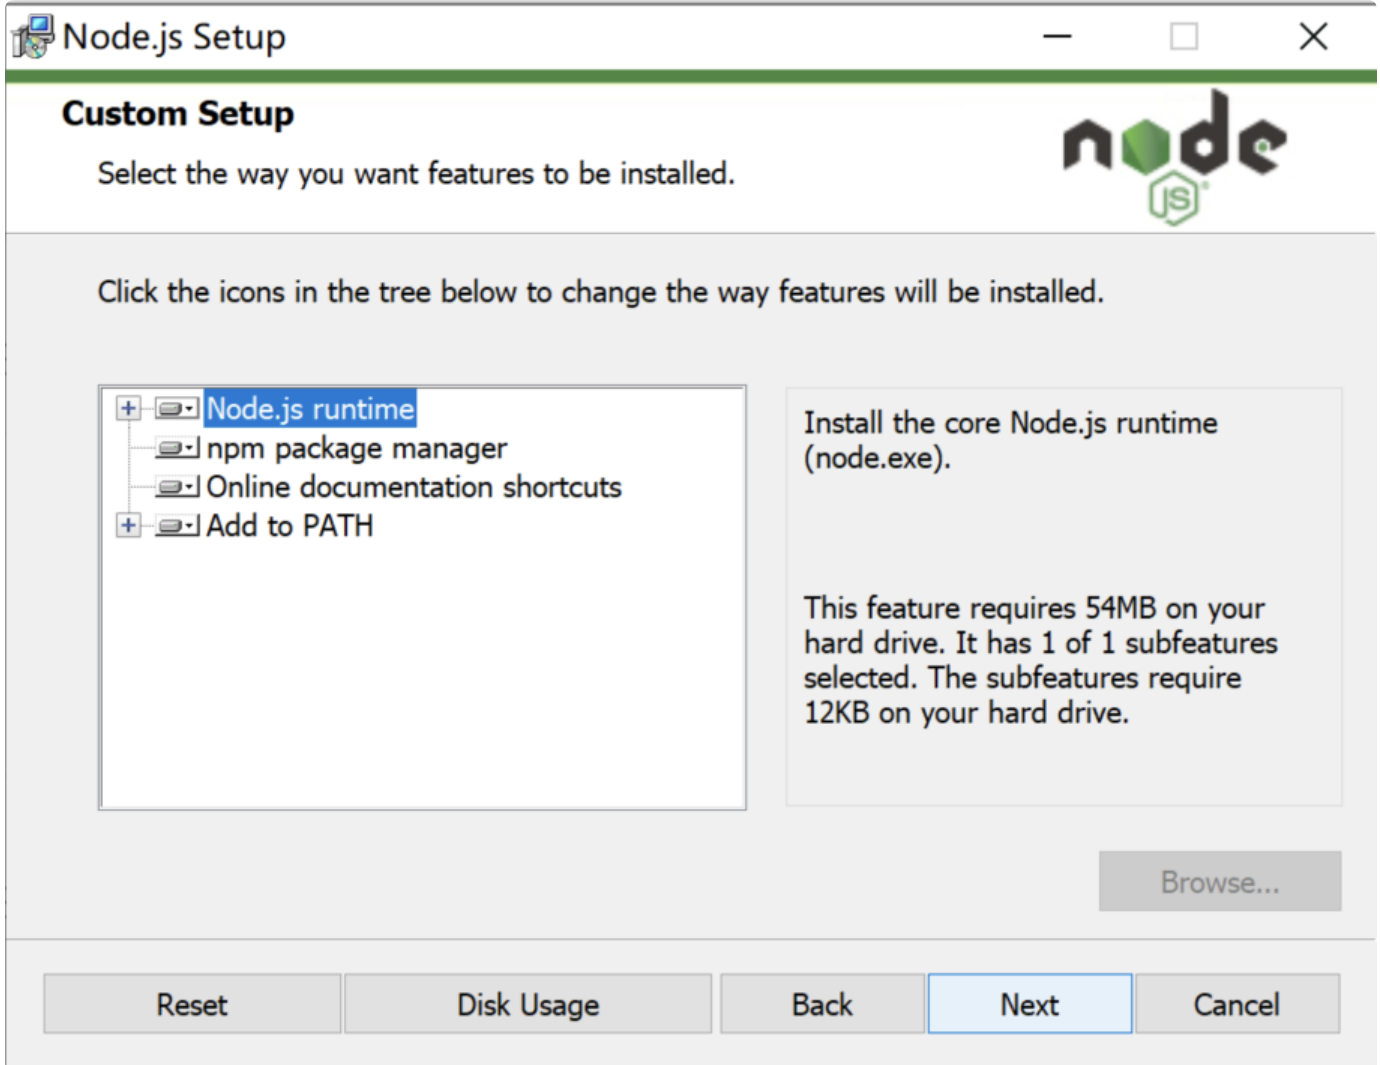 Node.js Setup
Custom Setup
Select the way you want features to be installed.
node
JS
Click the icons in the tree below to change the way features will be installed.
Node.js runtime
npm package manager
Online documentation shortcuts
Add to PATH
Install the core Node.js runtime
(node.exe).
This feature requires 54MB on your
hard drive. It has 1 of 1 subfeatures
selected. The subfeatures require
12KB on your hard drive.
Browse...
Reset
Disk Usage
Back
Next
Cancel